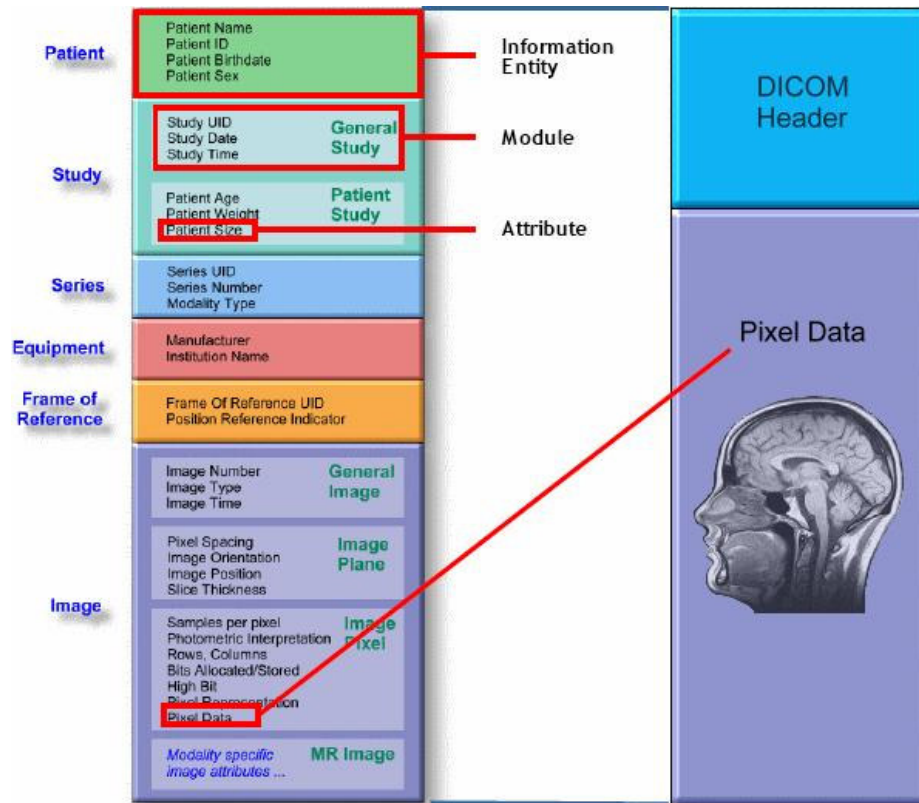 Patient
Patient Name
Patient ID
Patient Birthdate
Patient Sex
Information
Entity
Study
Study UID
Study Date
Study Time
General
Study
Module
Patient Age
Patient Weight
Patient Size
Patient
Study
Attribute
Series
Series UID
Series Number
Modality Type
Equipment
Manufacturer
Institution Name
Frame of
Reference
Frame Of Reference UID
Position Reference Indicator
Image
Image Number
Image Type
Image Time
General
Image
Pixel Spacing
Image Orientation
Image Position
Slice Thickness
Image
Plane
Samples per pixel
Photometric Interpretation
Rows, Columns
Bits Allocated/Stored
High Bit
Pixel Representation
Pixel Data
Image
Pixel
Modality specific
image attributes ...
MR Image
DICOM
Header
Pixel Data